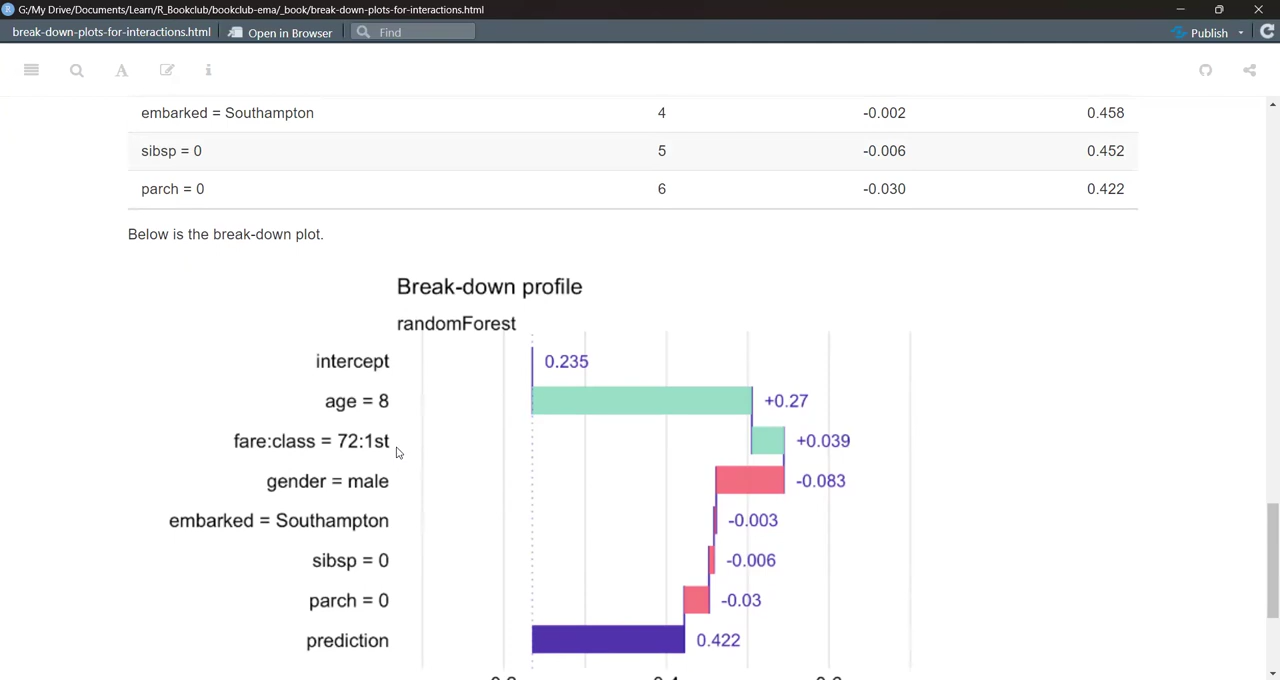 G:/My Drive/Documents/Learn/R_Bookclub/bookclub-ema/_book/break-down-plots-for-interactions.html
break-down-plots-for-interactions.html Open in Browser Find Publish
embarked = Southampton 4 -0.002 0.458
sibsp = 0 5 -0.006 0.452
parch = 0 6 -0.030 0.422
Below is the break-down plot.
Break-down profile
randomForest
intercept 0.235
age = 8 +0.27
fare:class = 72:1st +0.039
gender = male -0.083
embarked = Southampton -0.003
sibsp = 0 -0.006
parch = 0 -0.03
prediction 0.422